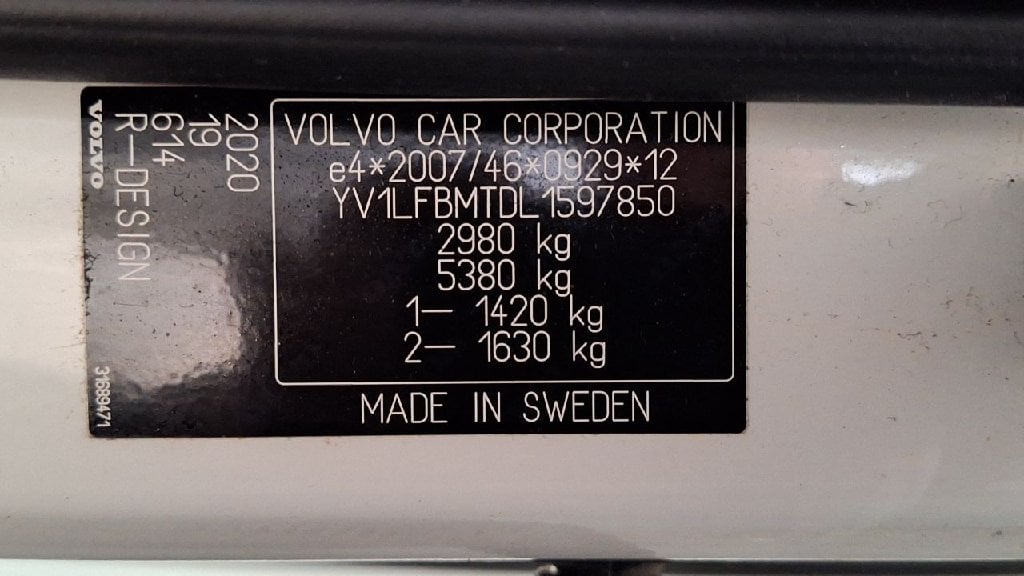 VOLVO CAR CORPORATION
e4*2007/46*0929*12
YV1LFBMTDL1597850
2980 kg
5380 kg
1— 1420 kg
2— 1630 kg
MADE IN SWEDEN
2020
19
614
R—DESIGN
VOLVO
31689471